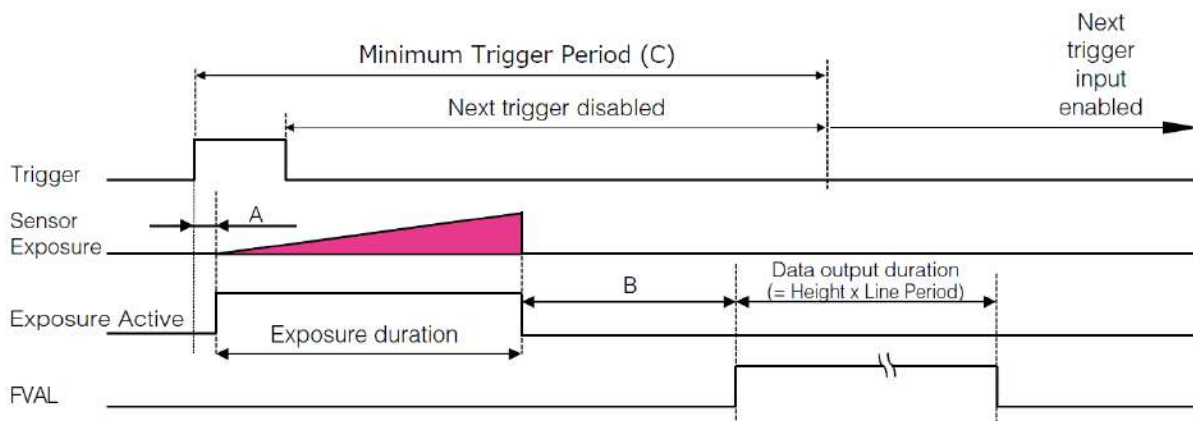 Minimum Trigger Period (C)
Next
trigger
input
enabled
Next trigger disabled
Trigger
Sensor
Exposure
A
Exposure Active
Exposure duration
B
Data output duration
(= Height x Line Period)
FVAL